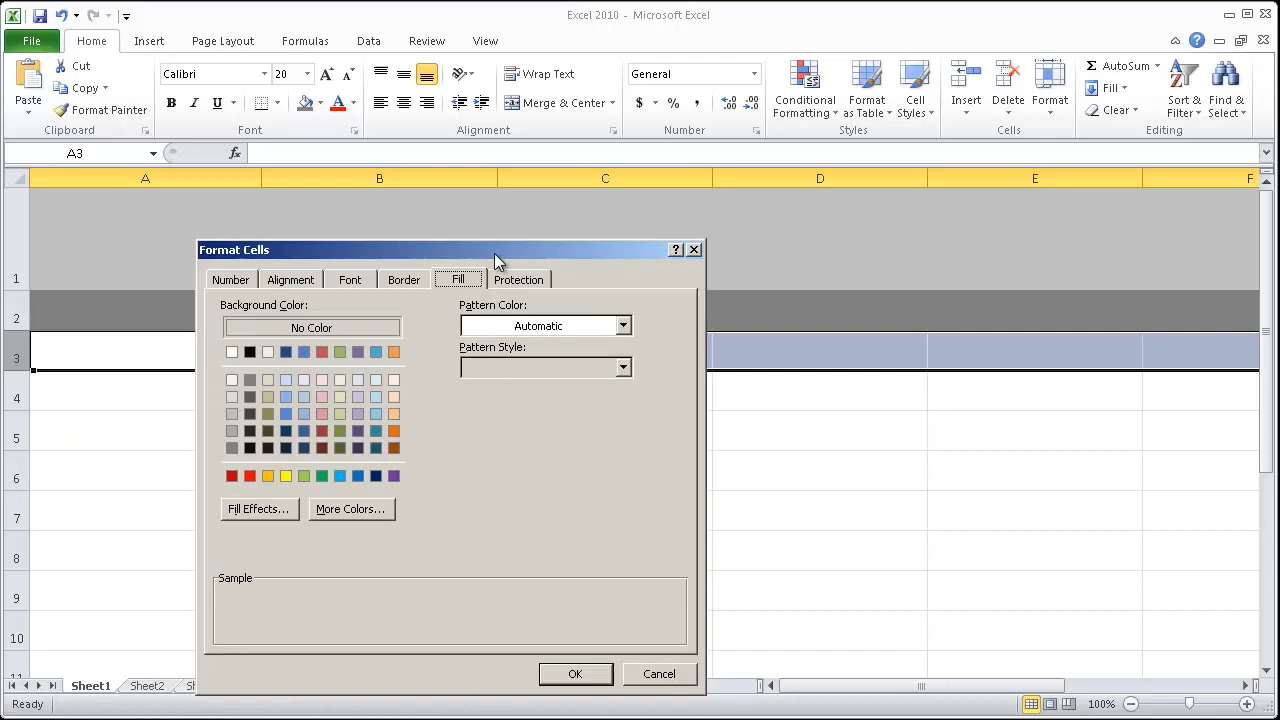 Excel 2010 - Microsoft Excel
File Home Insert Page Layout Formulas Data Review View
Cut
Copy
Format Painter
Paste
Clipboard
Calibri 20
B I U A
Font
Wrap Text
Merge & Center
Alignment
General
$ % ,
Number
Conditional Formatting
Format as Table
Cell Styles
Styles
Insert Delete Format
Cells
AutoSum
Fill
Clear
Sort & Filter
Find & Select
Editing
A3 fx
A B C D E F
1
2
3
4
5
6
7
8
9
10
11
Format Cells
Number Alignment Font Border Fill Protection
Background Color:
No Color
Pattern Color:
Automatic
Pattern Style:
Fill Effects...
More Colors...
Sample
OK Cancel
Sheet1 Sheet2
Ready 100%